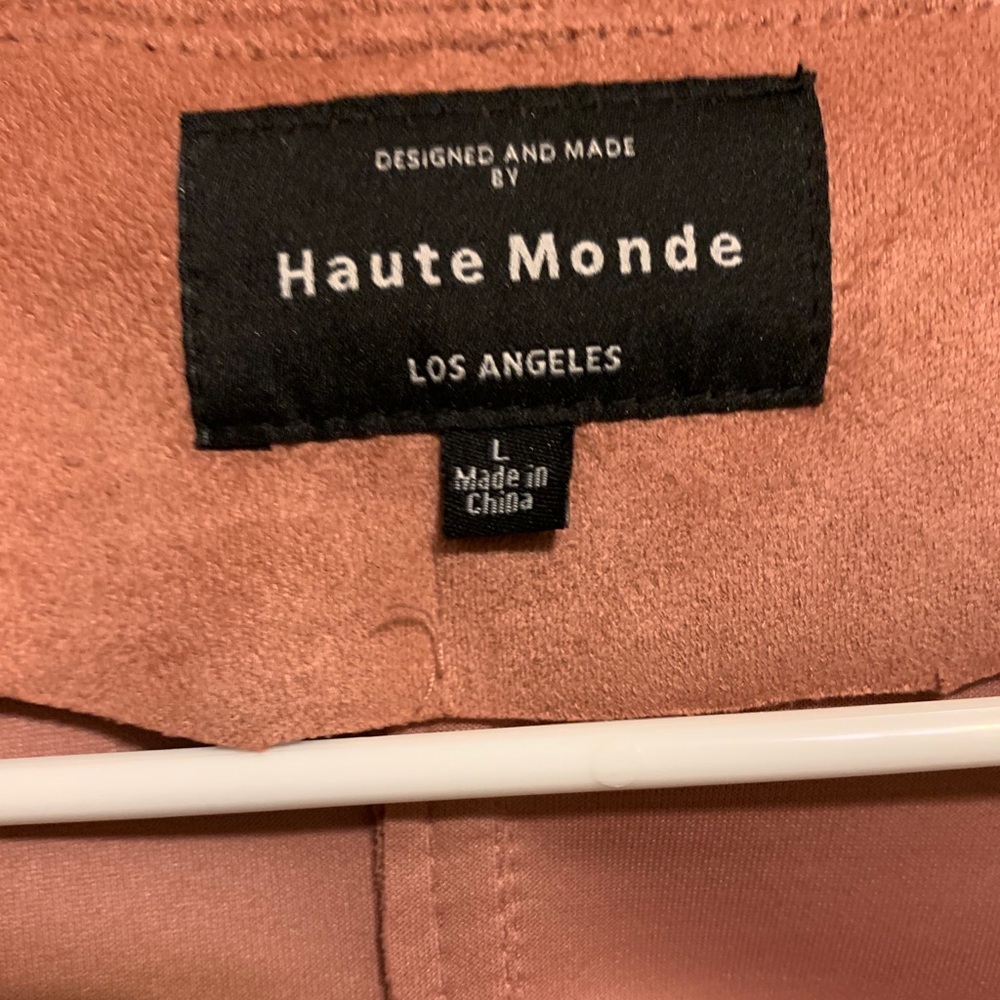 DESIGNED AND MADE
BY
Haute Monde
LOS ANGELES
L
Made in
China